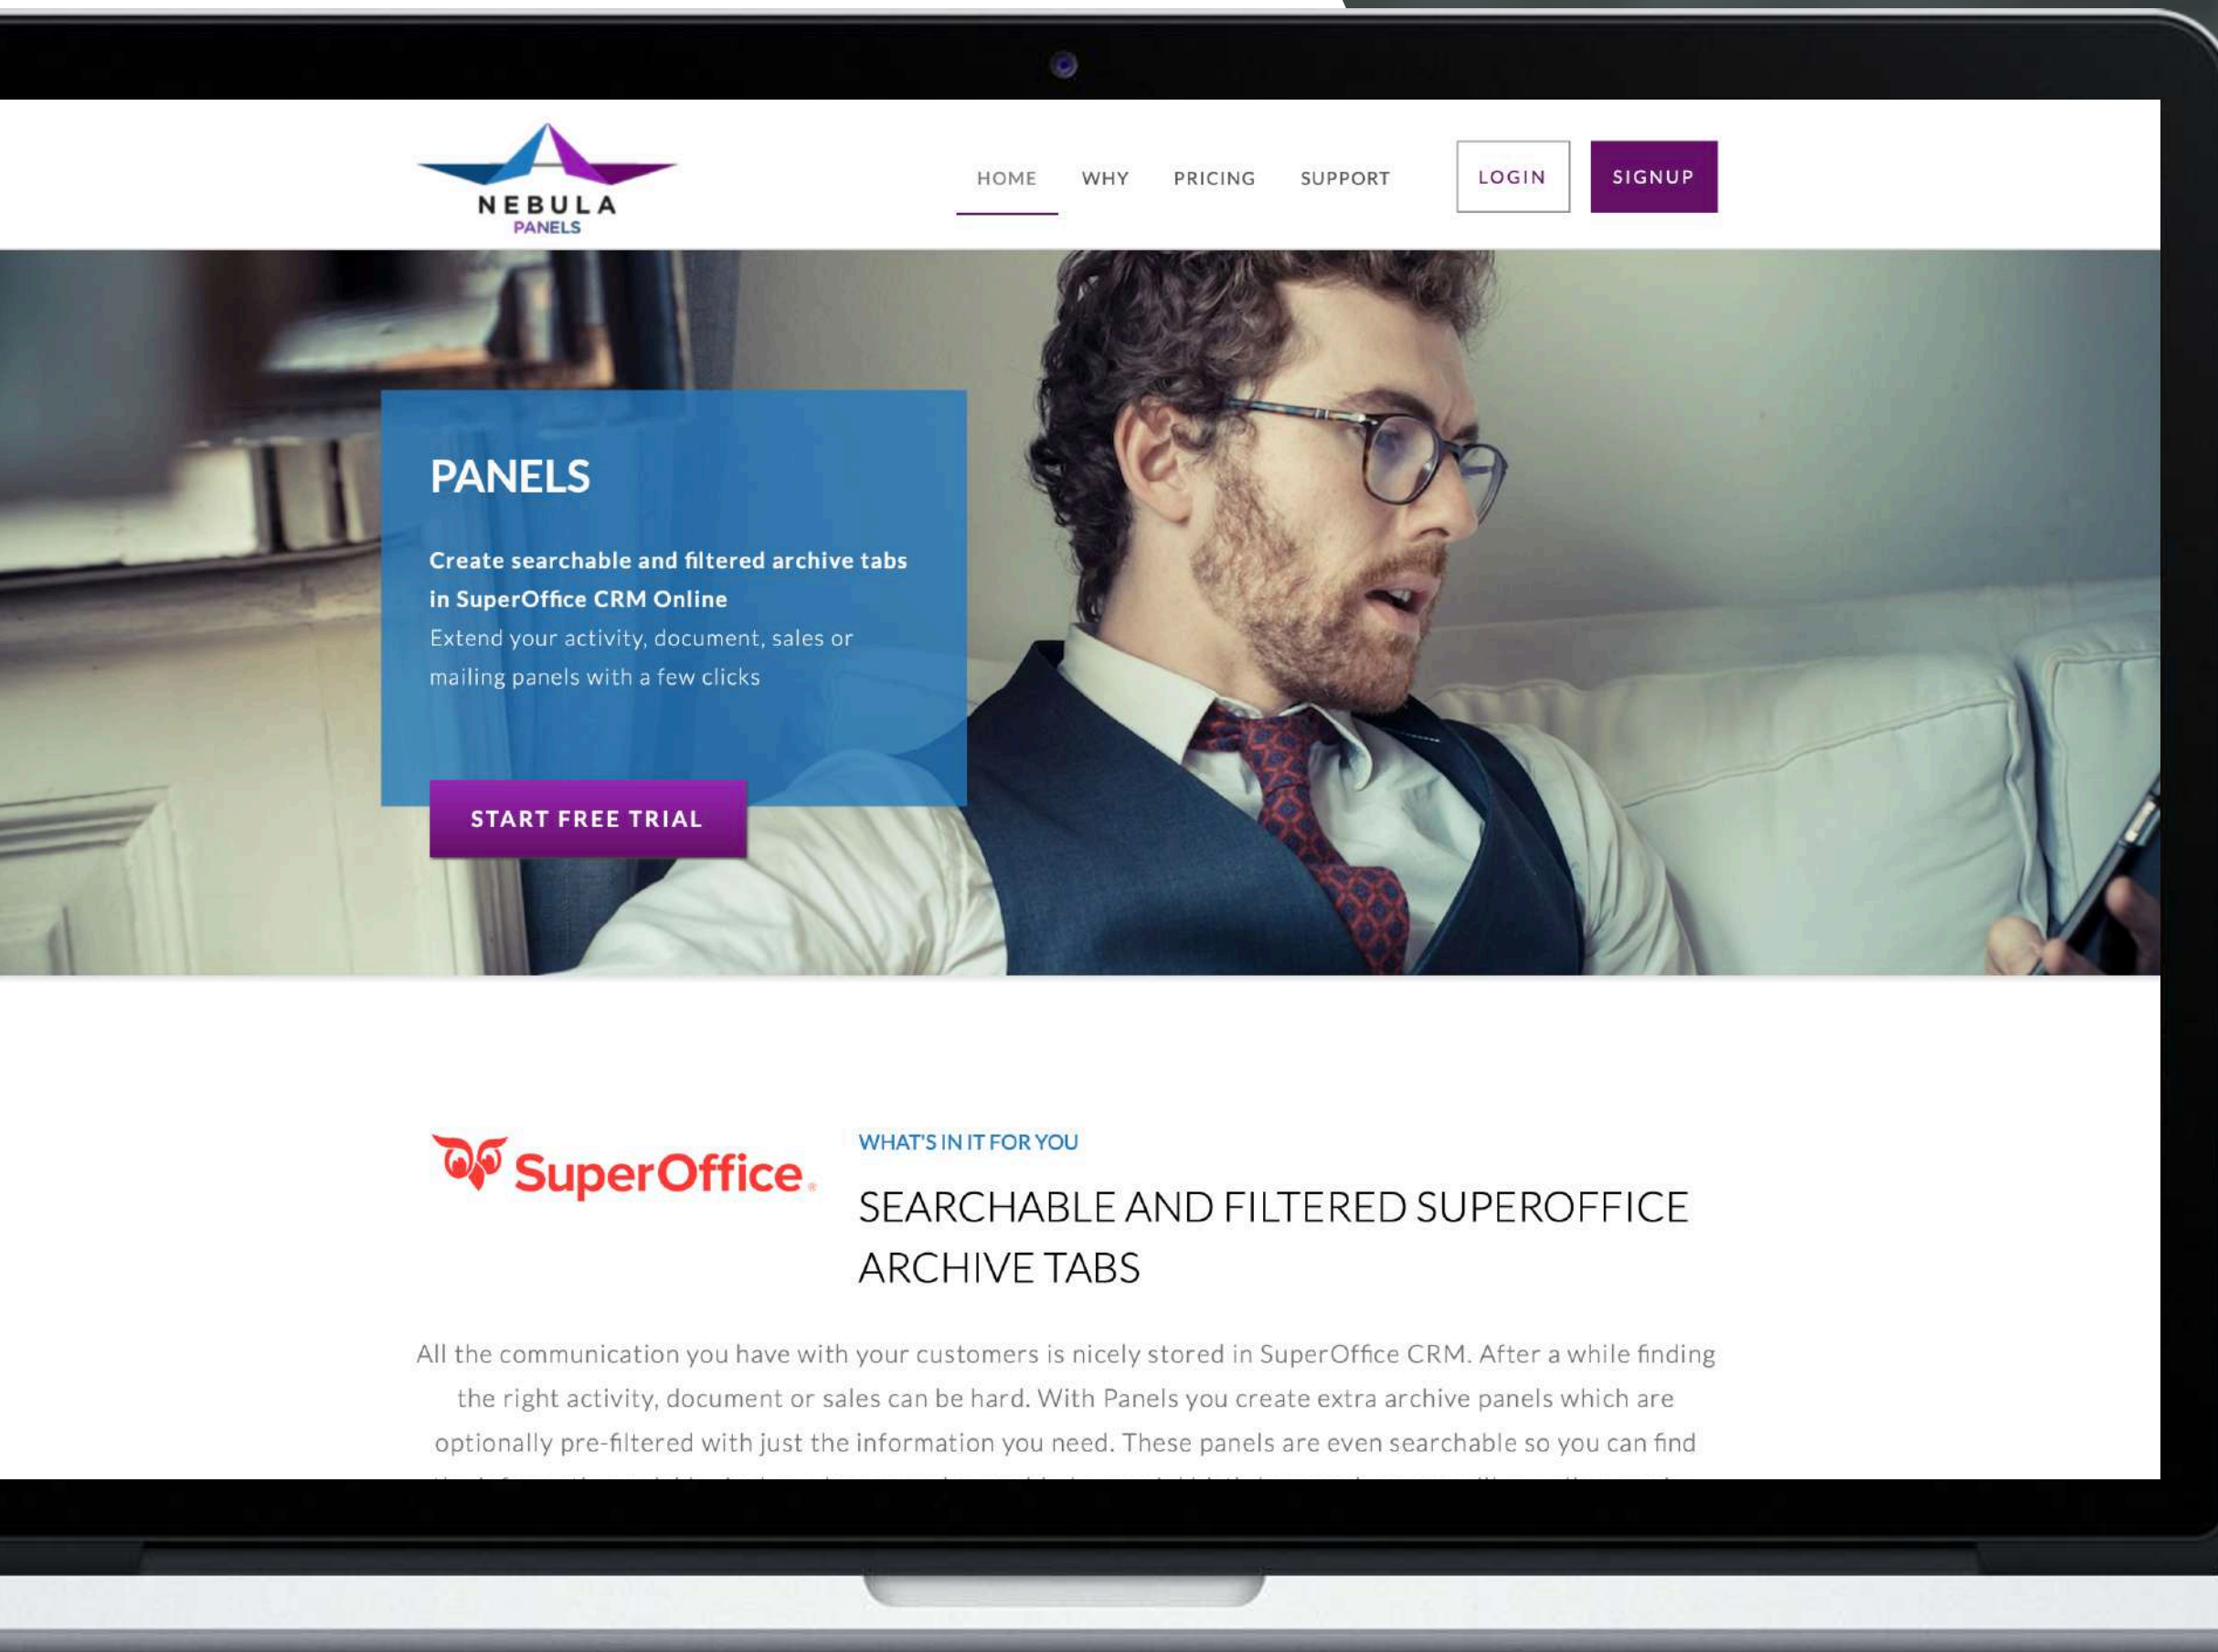 NEBULA
PANELS
HOME WHY PRICING SUPPORT LOGIN SIGNUP
PANELS
Create searchable and filtered archive tabs
in SuperOffice CRM Online
Extend your activity, document, sales or
mailing panels with a few clicks
START FREE TRIAL
SuperOffice®
WHAT'S IN IT FOR YOU
SEARCHABLE AND FILTERED SUPEROFFICE
ARCHIVE TABS
All the communication you have with your customers is nicely stored in SuperOffice CRM. After a while finding
the right activity, document or sales can be hard. With Panels you create extra archive panels which are
optionally pre-filtered with just the information you need. These panels are even searchable so you can find